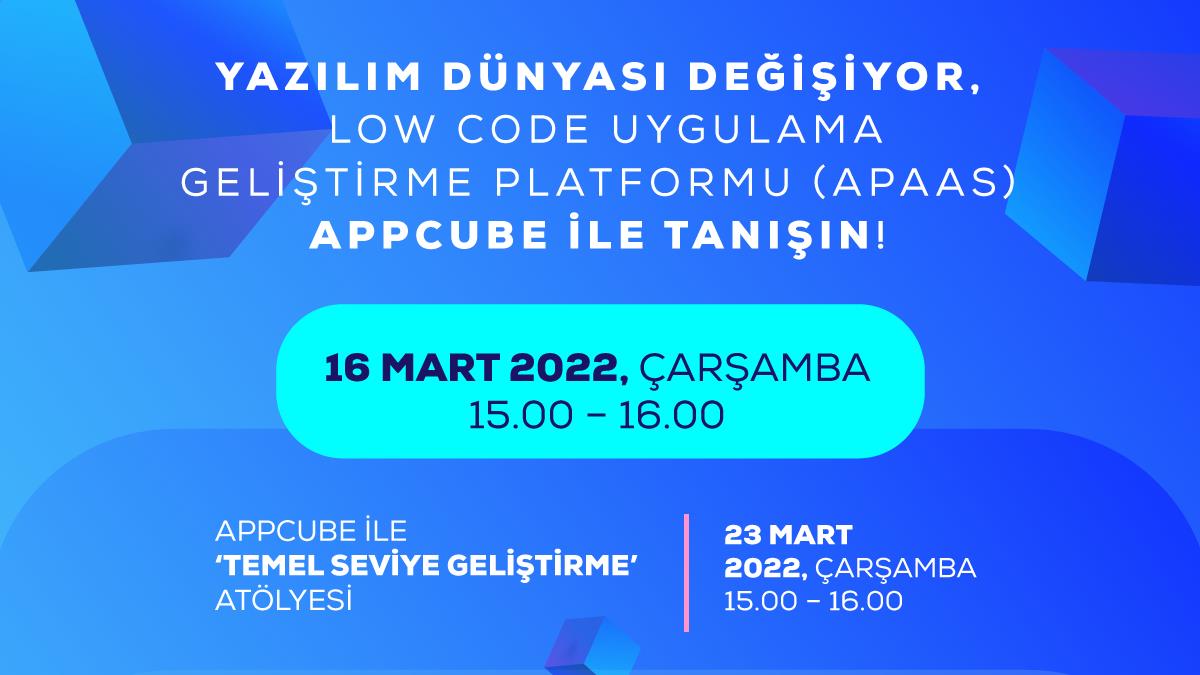 YAZILIM DÜNYASI DEĞİŞİYOR,
LOW CODE UYGULAMA
GELİŞTİRME PLATFORMU (APAAS)
APPCUBE İLE TANIŞIN!
16 MART 2022, ÇARŞAMBA
15.00 – 16.00
APPCUBE İLE
‘TEMEL SEVİYE GELİŞTİRME’
ATÖLYESİ
23 MART
2022, ÇARŞAMBA
15.00 – 16.00